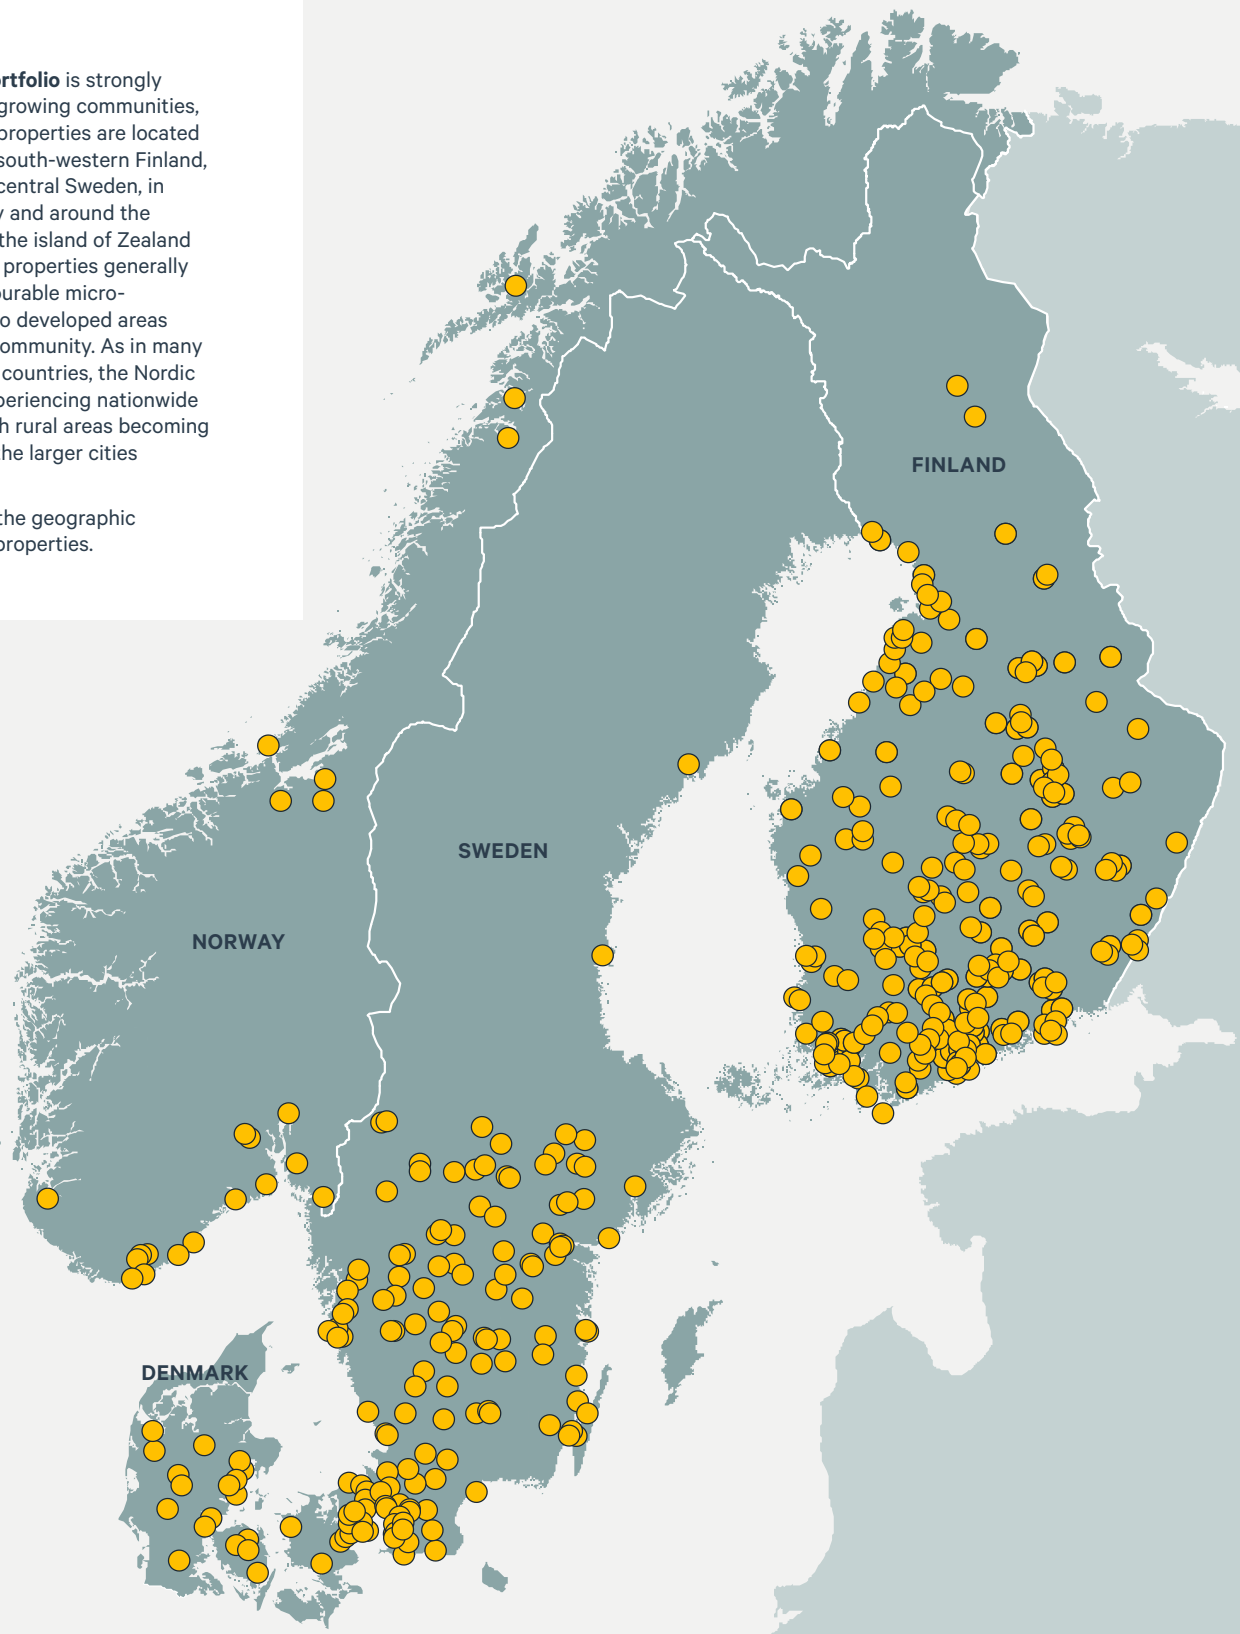 rtfolio is strongly
growing communities,
properties are located
south-western Finland,
central Sweden, in
and around the
the island of Zealand
properties generally
urable micro-
o developed areas
ommunity. As in many
countries, the Nordic
periencing nationwide
h rural areas becoming
he larger cities
the geographic
properties.
FINLAND
SWEDEN
NORWAY
DENMARK